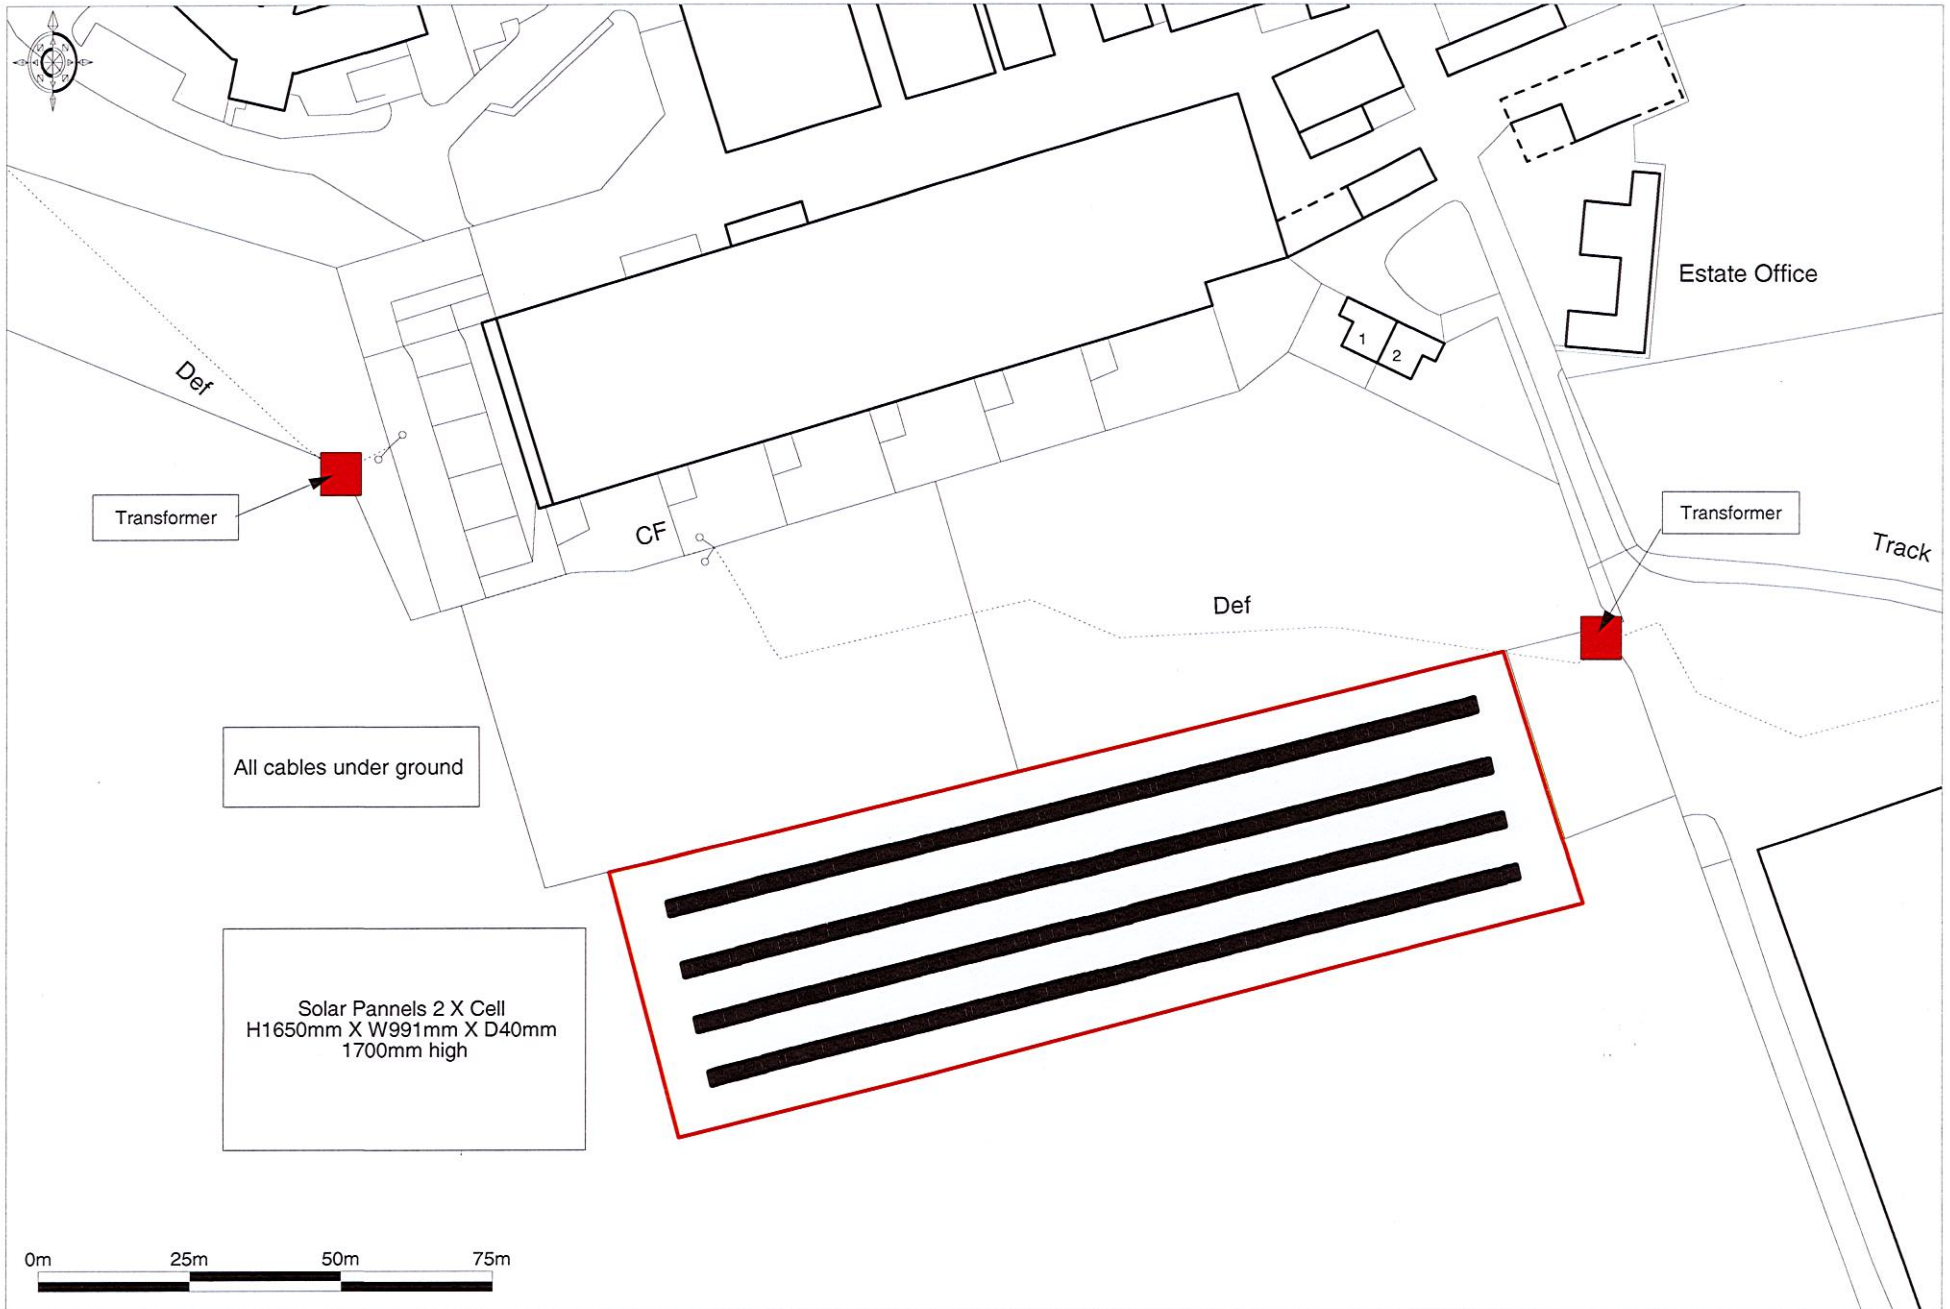 Estate Office
1
2
Def
Transformer
CF
Transformer
Track
Def
All cables under ground
Solar Pannels 2 X Cell
H1650mm X W991mm X D40mm
1700mm high
0m 25m 50m 75m